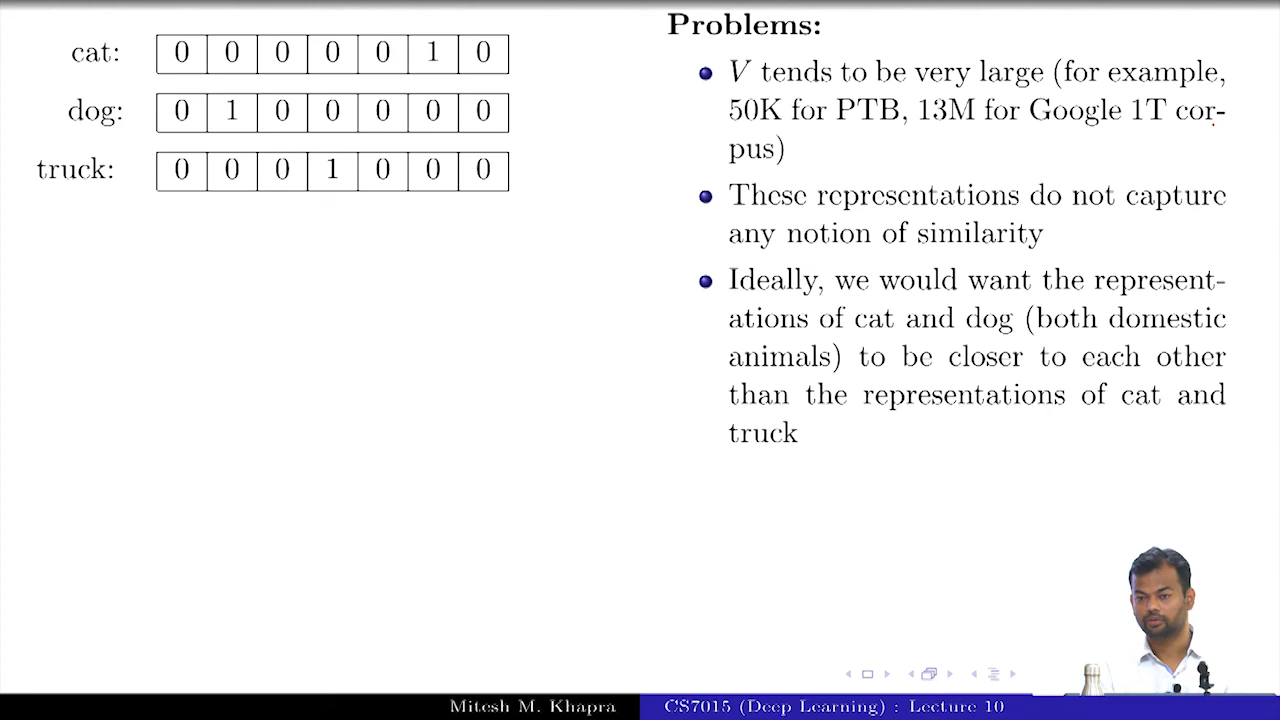 cat: 0 0 0 0 0 1 0
dog: 0 1 0 0 0 0 0
truck: 0 0 0 1 0 0 0
Problems:
V tends to be very large (for example,
50K for PTB, 13M for Google 1T cor-
pus)
These representations do not capture
any notion of similarity
Ideally, we would want the represent-
ations of cat and dog (both domestic
animals) to be closer to each other
than the representations of cat and
truck
Mitesh M. Khapra
CS7015 (Deep Learning) : Lecture 10